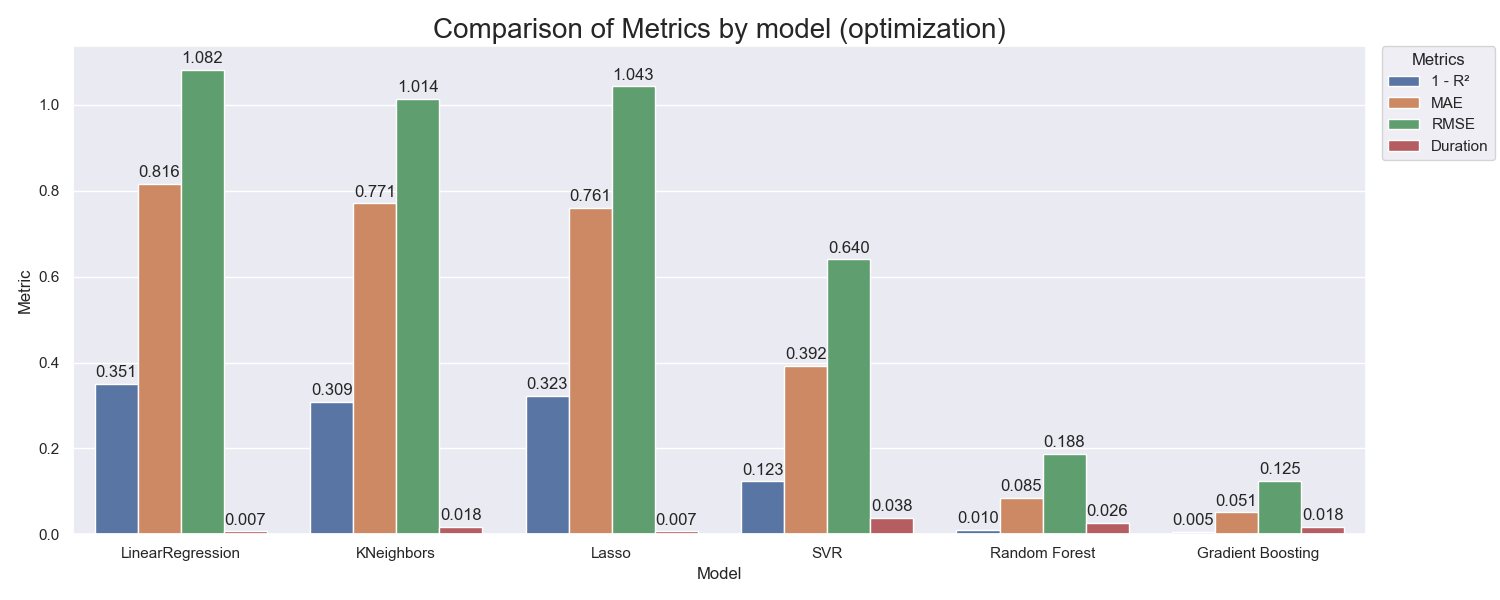 Comparison of Metrics by model (optimization)
Metrics
1 - R²
MAE
RMSE
Duration
Metric
1.0
0.8
0.6
0.4
0.2
0.0
0.351
0.816
1.082
0.007
0.309
0.771
1.014
0.018
0.323
0.761
1.043
0.007
0.123
0.392
0.640
0.038
0.010
0.085
0.188
0.026
0.005
0.051
0.125
0.018
LinearRegression
KNeighbors
Lasso
SVR
Random Forest
Gradient Boosting
Model